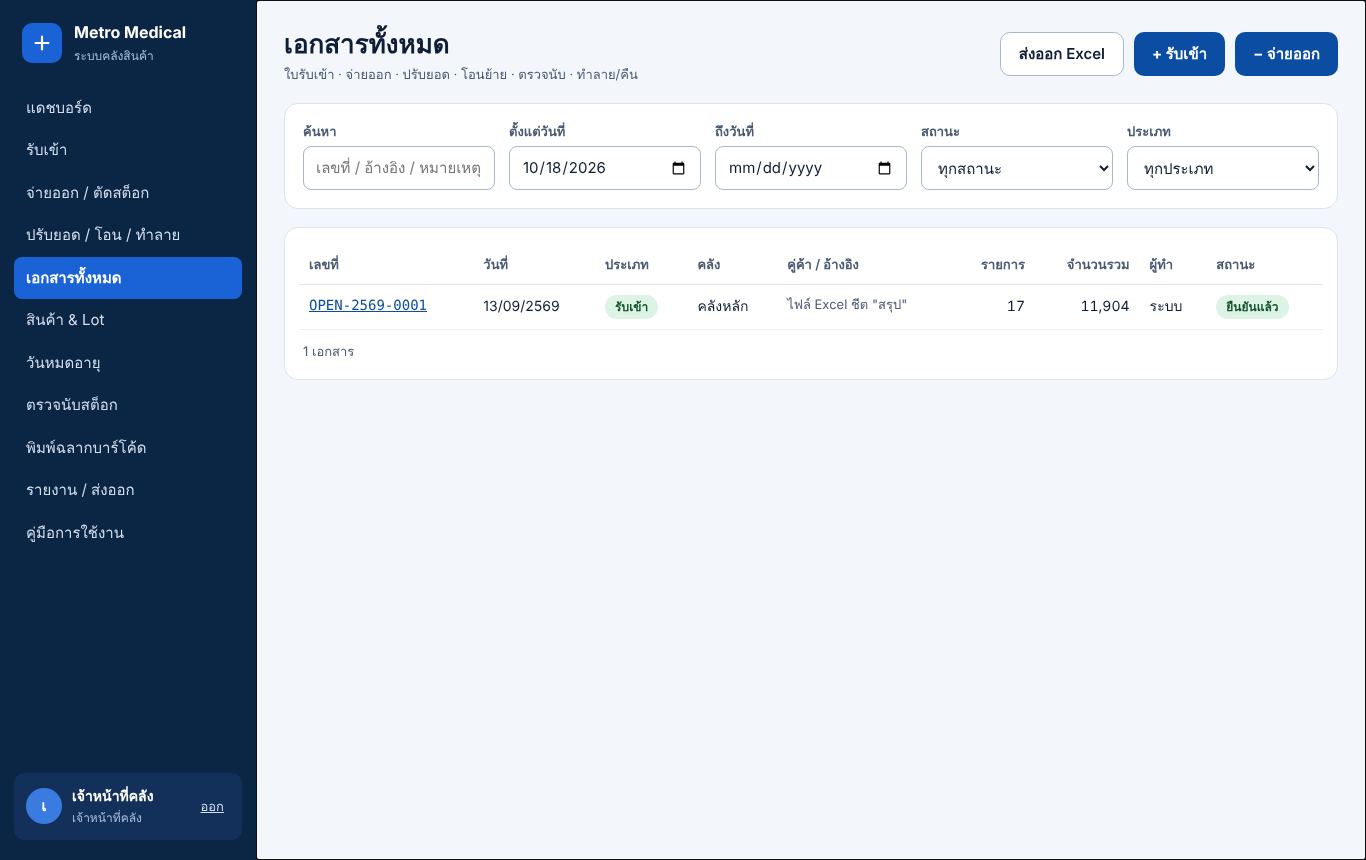 Metro Medical
ระบบคลังสินค้า
แดชบอร์ด
รับเข้า
จ่ายออก / ตัดสต็อก
ปรับยอด / โอน / ทำลาย
เอกสารทั้งหมด
สินค้า & Lot
วันหมดอายุ
ตรวจนับสต็อก
พิมพ์ฉลากบาร์โค้ด
รายงาน / ส่งออก
คู่มือการใช้งาน
เ
เจ้าหน้าที่คลัง
เจ้าหน้าที่คลัง
ออก
เอกสารทั้งหมด
ใบรับเข้า · จ่ายออก · ปรับยอด · โอนย้าย · ตรวจนับ · ทำลาย/คืน
ส่งออก Excel
+ รับเข้า
− จ่ายออก
ค้นหา ตั้งแต่วันที่ ถึงวันที่ สถานะ ประเภท
เลขที่ / อ้างอิง / หมายเหตุ 10/18/2026 mm/dd/yyyy ทุกสถานะ ทุกประเภท
เลขที่ วันที่ ประเภท คลัง คู่ค้า / อ้างอิง รายการ จำนวนรวม ผู้ทำ สถานะ
OPEN-2569-0001 13/09/2569 รับเข้า คลังหลัก ไฟล์ Excel ชีต "สรุป" 17 11,904 ระบบ ยืนยันแล้ว
1 เอกสาร